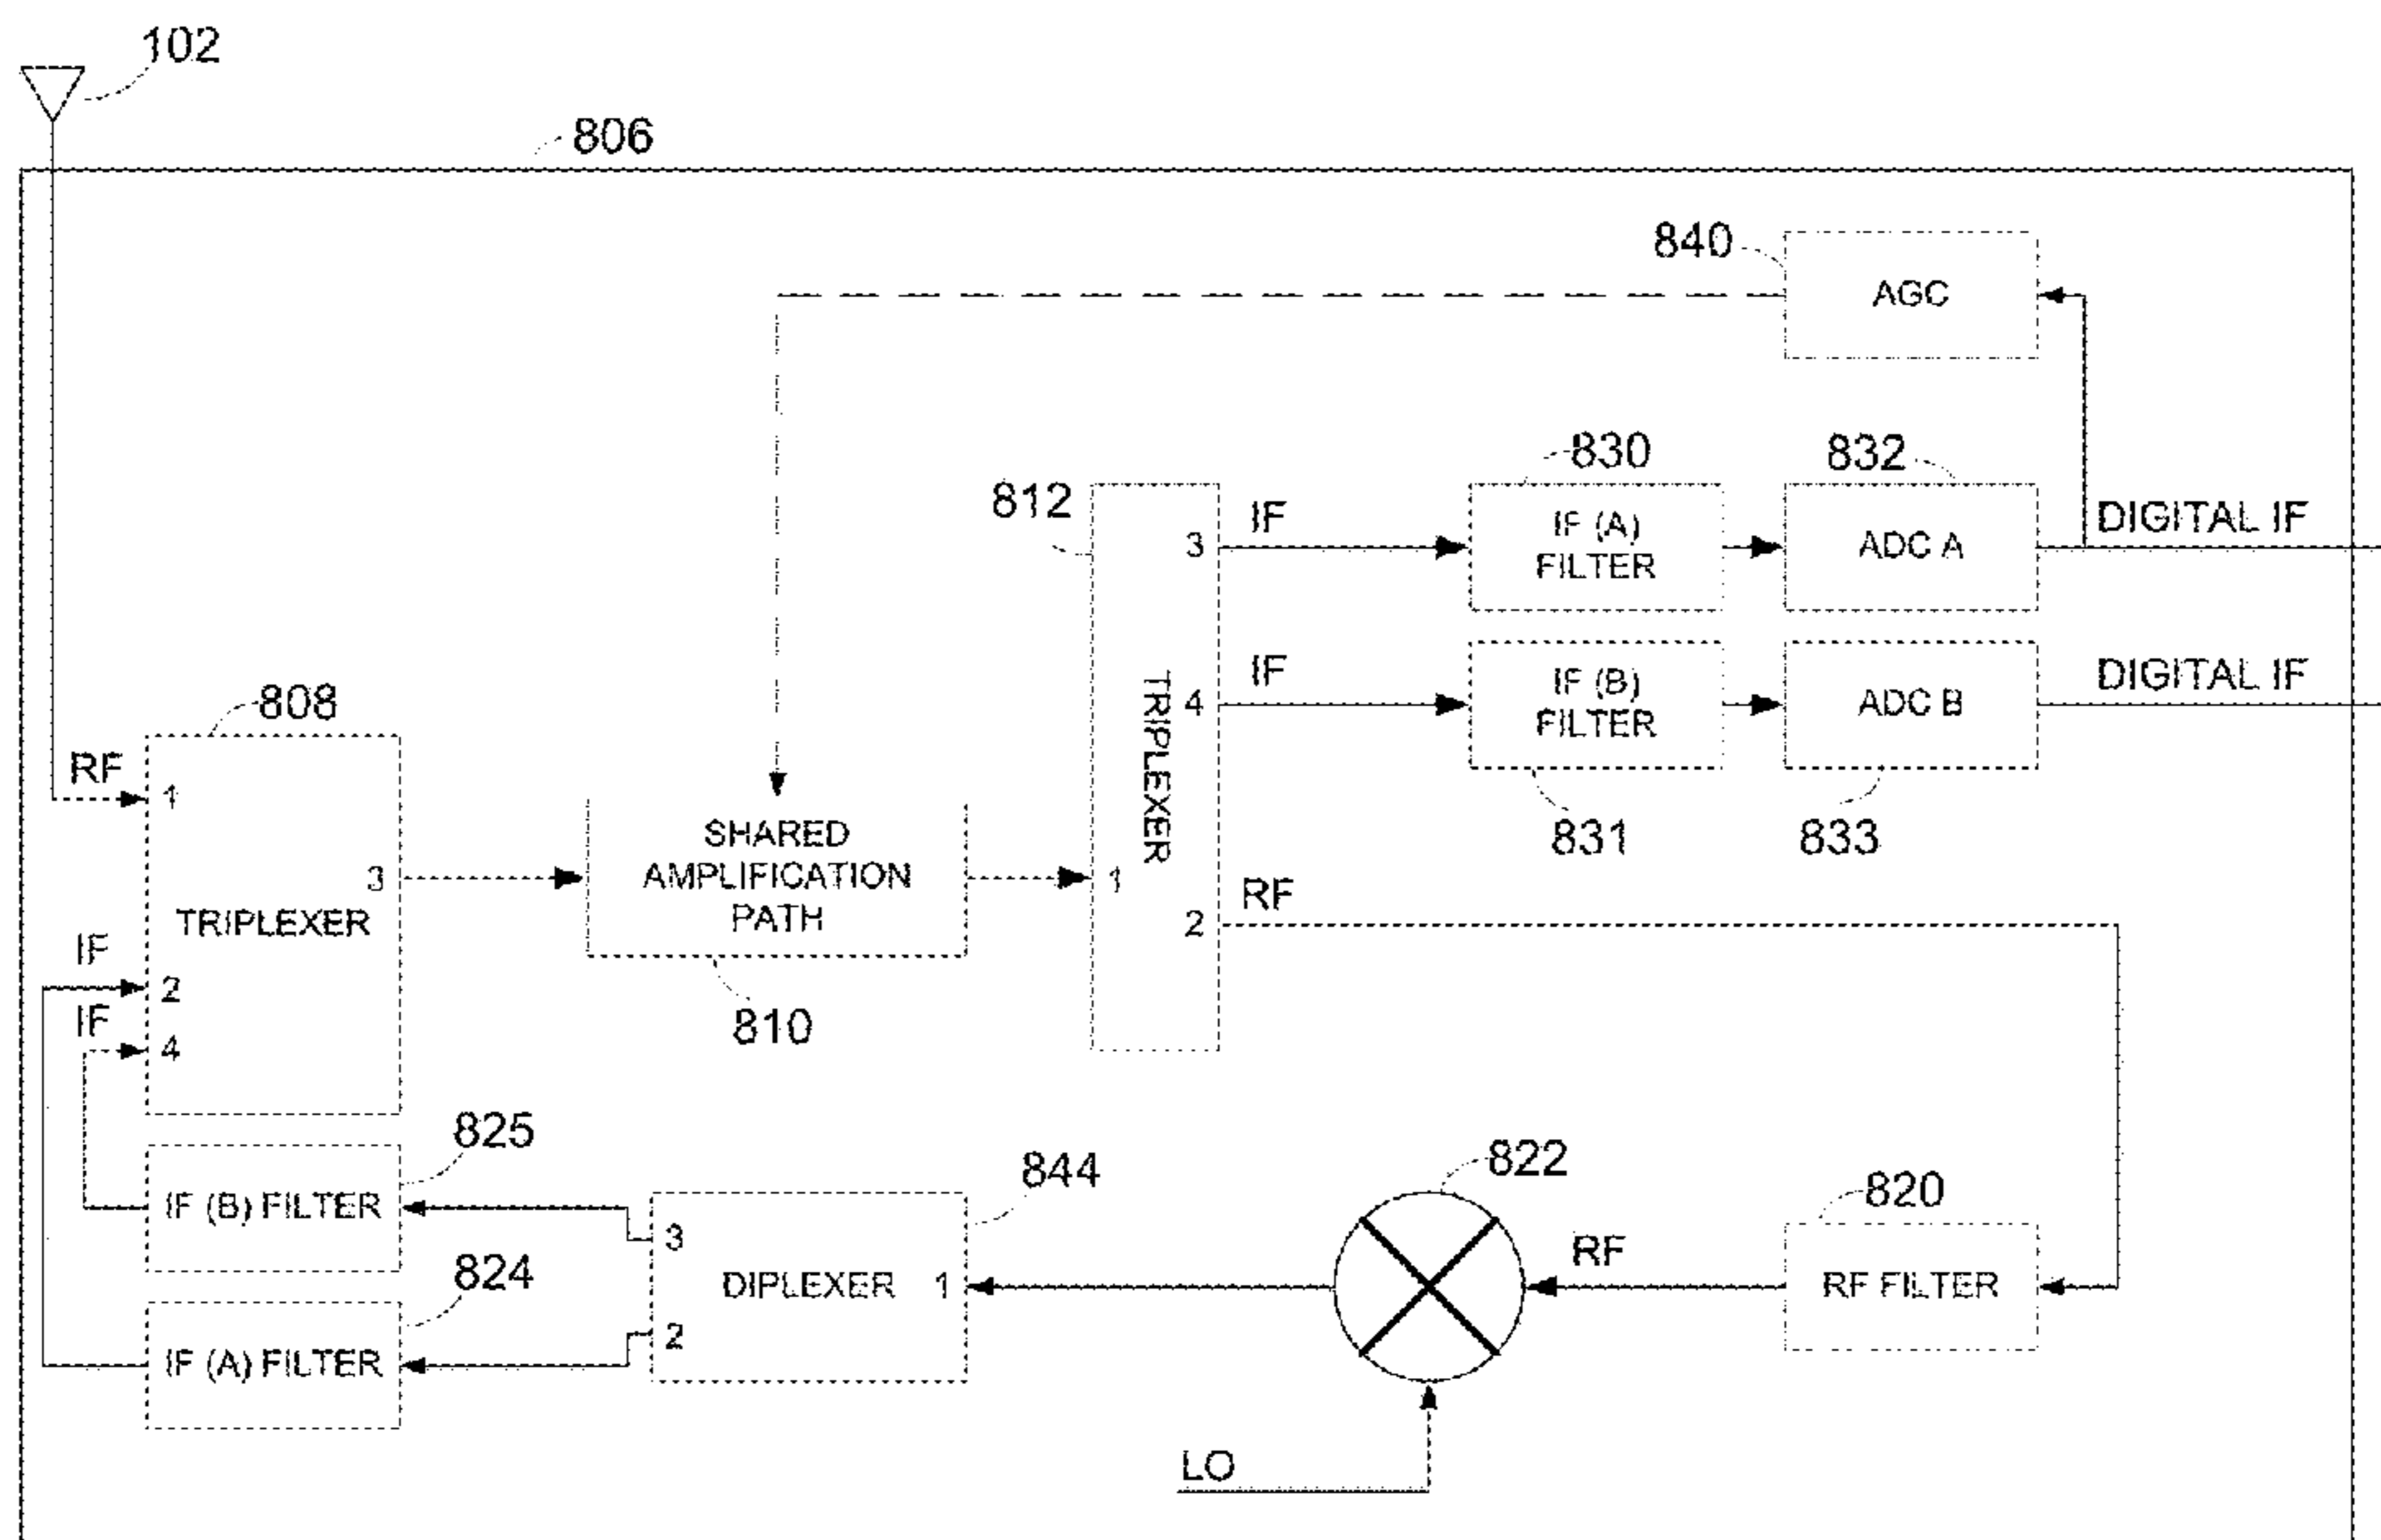 102
806
840
AGC
830
832
812
IF
3
IF (A)
FILTER
ADC A
DIGITAL IF
IF
4
IF (B)
FILTER
ADC B
DIGITAL IF
831
833
TRIPLEXER
1
RF
2
808
RF
1
3
TRIPLEXER
IF
2
IF
4
SHARED
AMPLIFICATION
PATH
810
825
IF (B) FILTER
824
IF (A) FILTER
844
3
DIPLEXER
1
2
822
RF
820
RF FILTER
LO